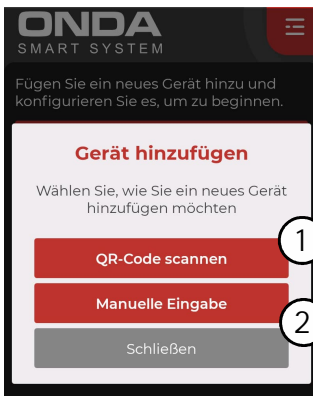 ONDA
SMART SYSTEM
Fügen Sie ein neues Gerät hinzu und
konfigurieren Sie es, um zu beginnen.
Gerät hinzufügen
Wählen Sie, wie Sie ein neues Gerät
hinzufügen möchten
1
QR-Code scannen
Manuelle Eingabe
2
Schließen